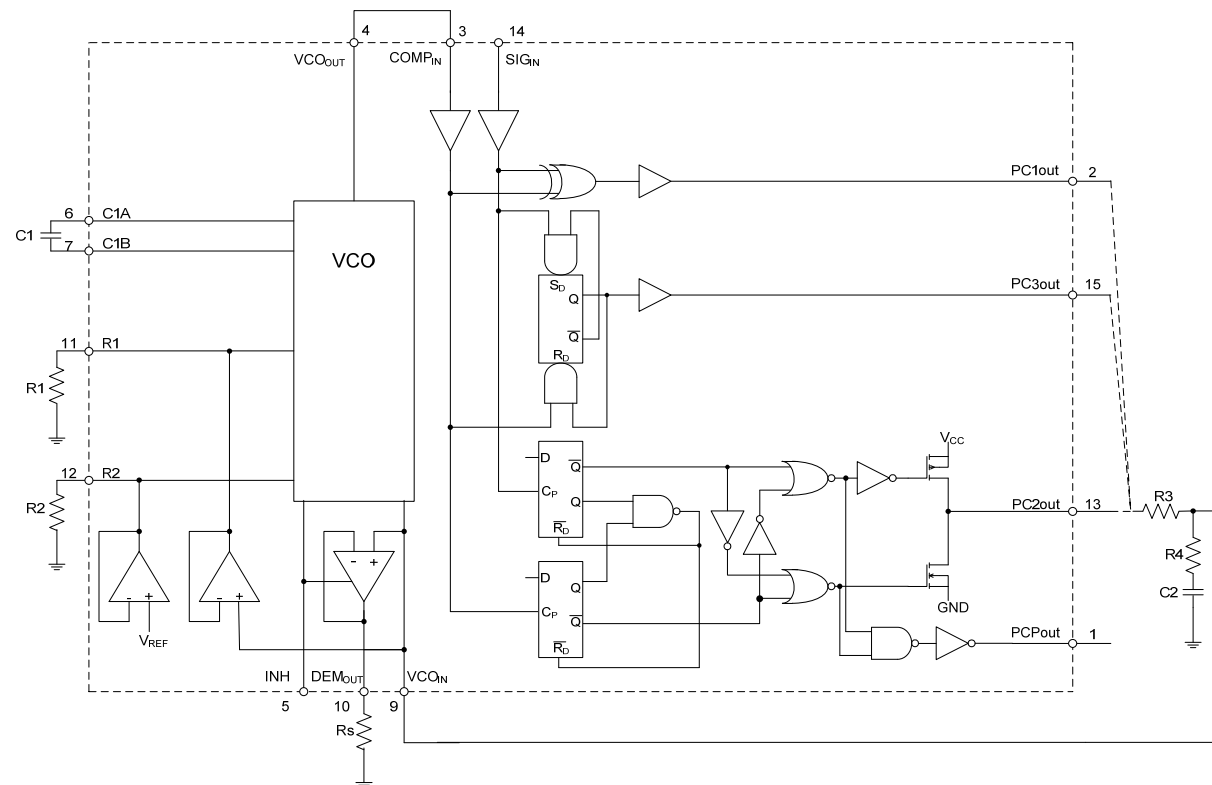 4
3
14
VCOOUT
COMPIN
SIGIN
PC1out
2
6
C1A
C1
7
C1B
VCO
SD
Q
PC3out
15
Q̅
RD
11
R1
R1
D
Q̅
VCC
12
R2
CP
Q
PC2out
13
R3
R2
R̅D̅
R4
- +
D
Q
C2
CP
Q̅
GND
- +
- +
VREF
R̅D̅
PCPout
1
INH
DEMOUT
VCOIN
5
10
9
Rs